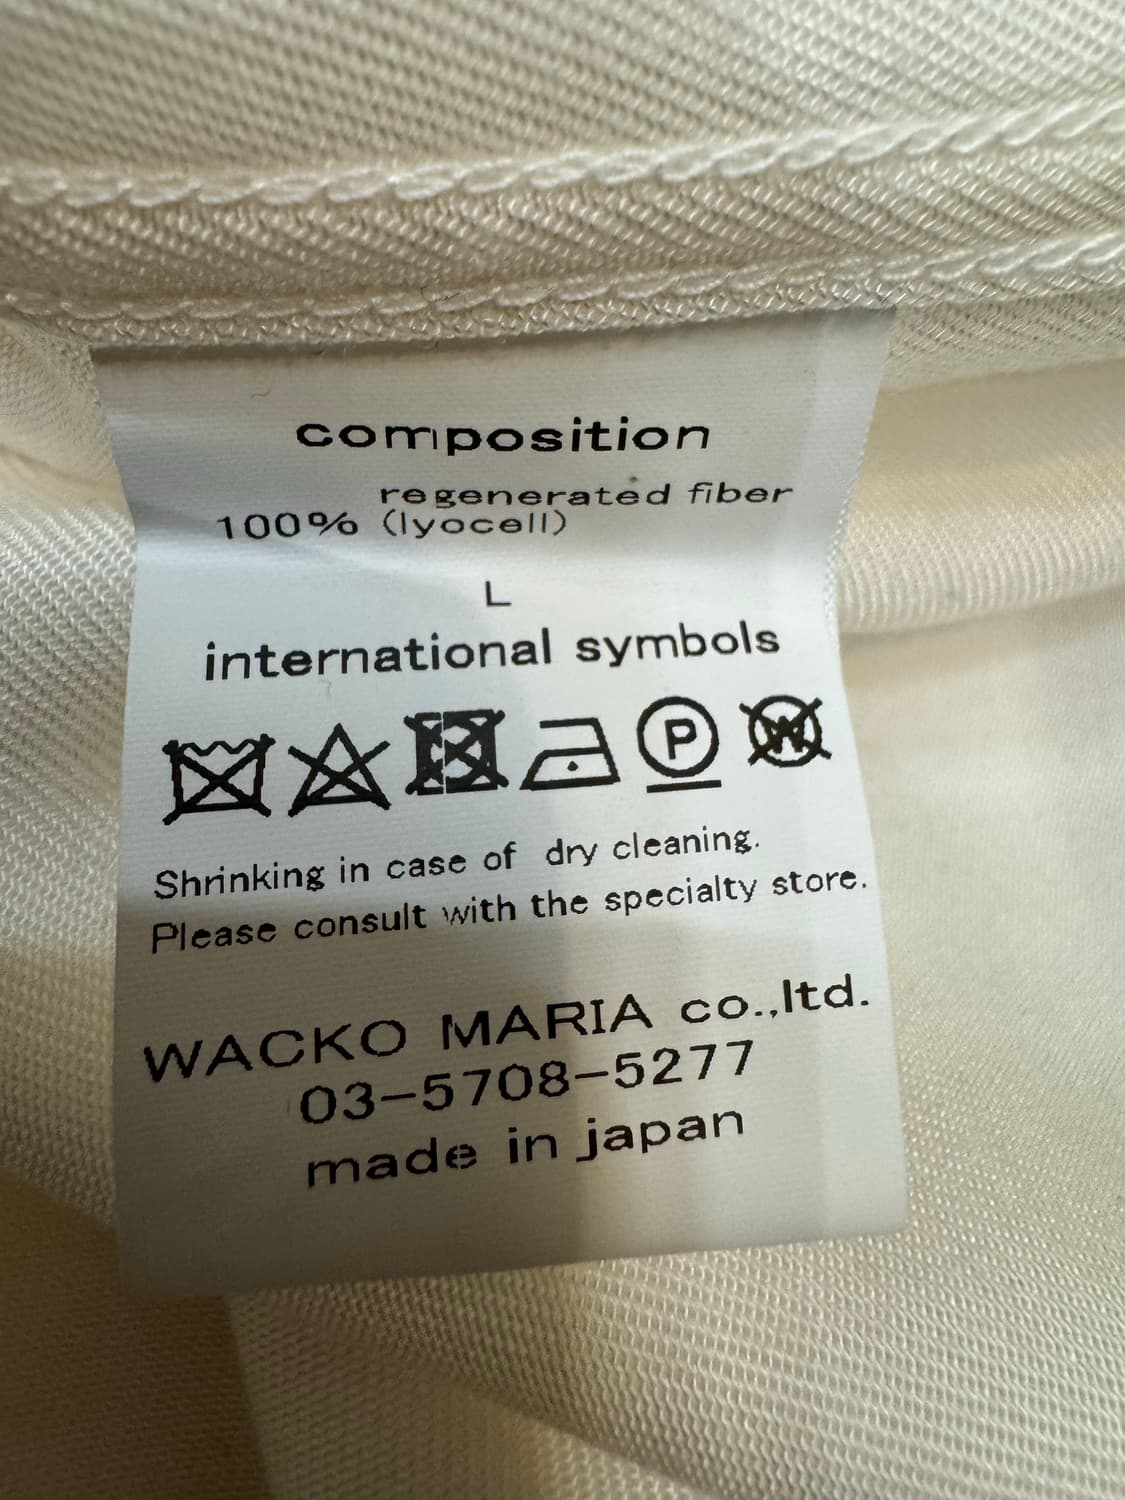 composition
regenerated fiber
100% (lyocell)
L
international symbols
P W
Shrinking in case of dry cleaning.
Please consult with the specialty store.
WACKO MARIA co.,ltd.
03-5708-5277
made in japan